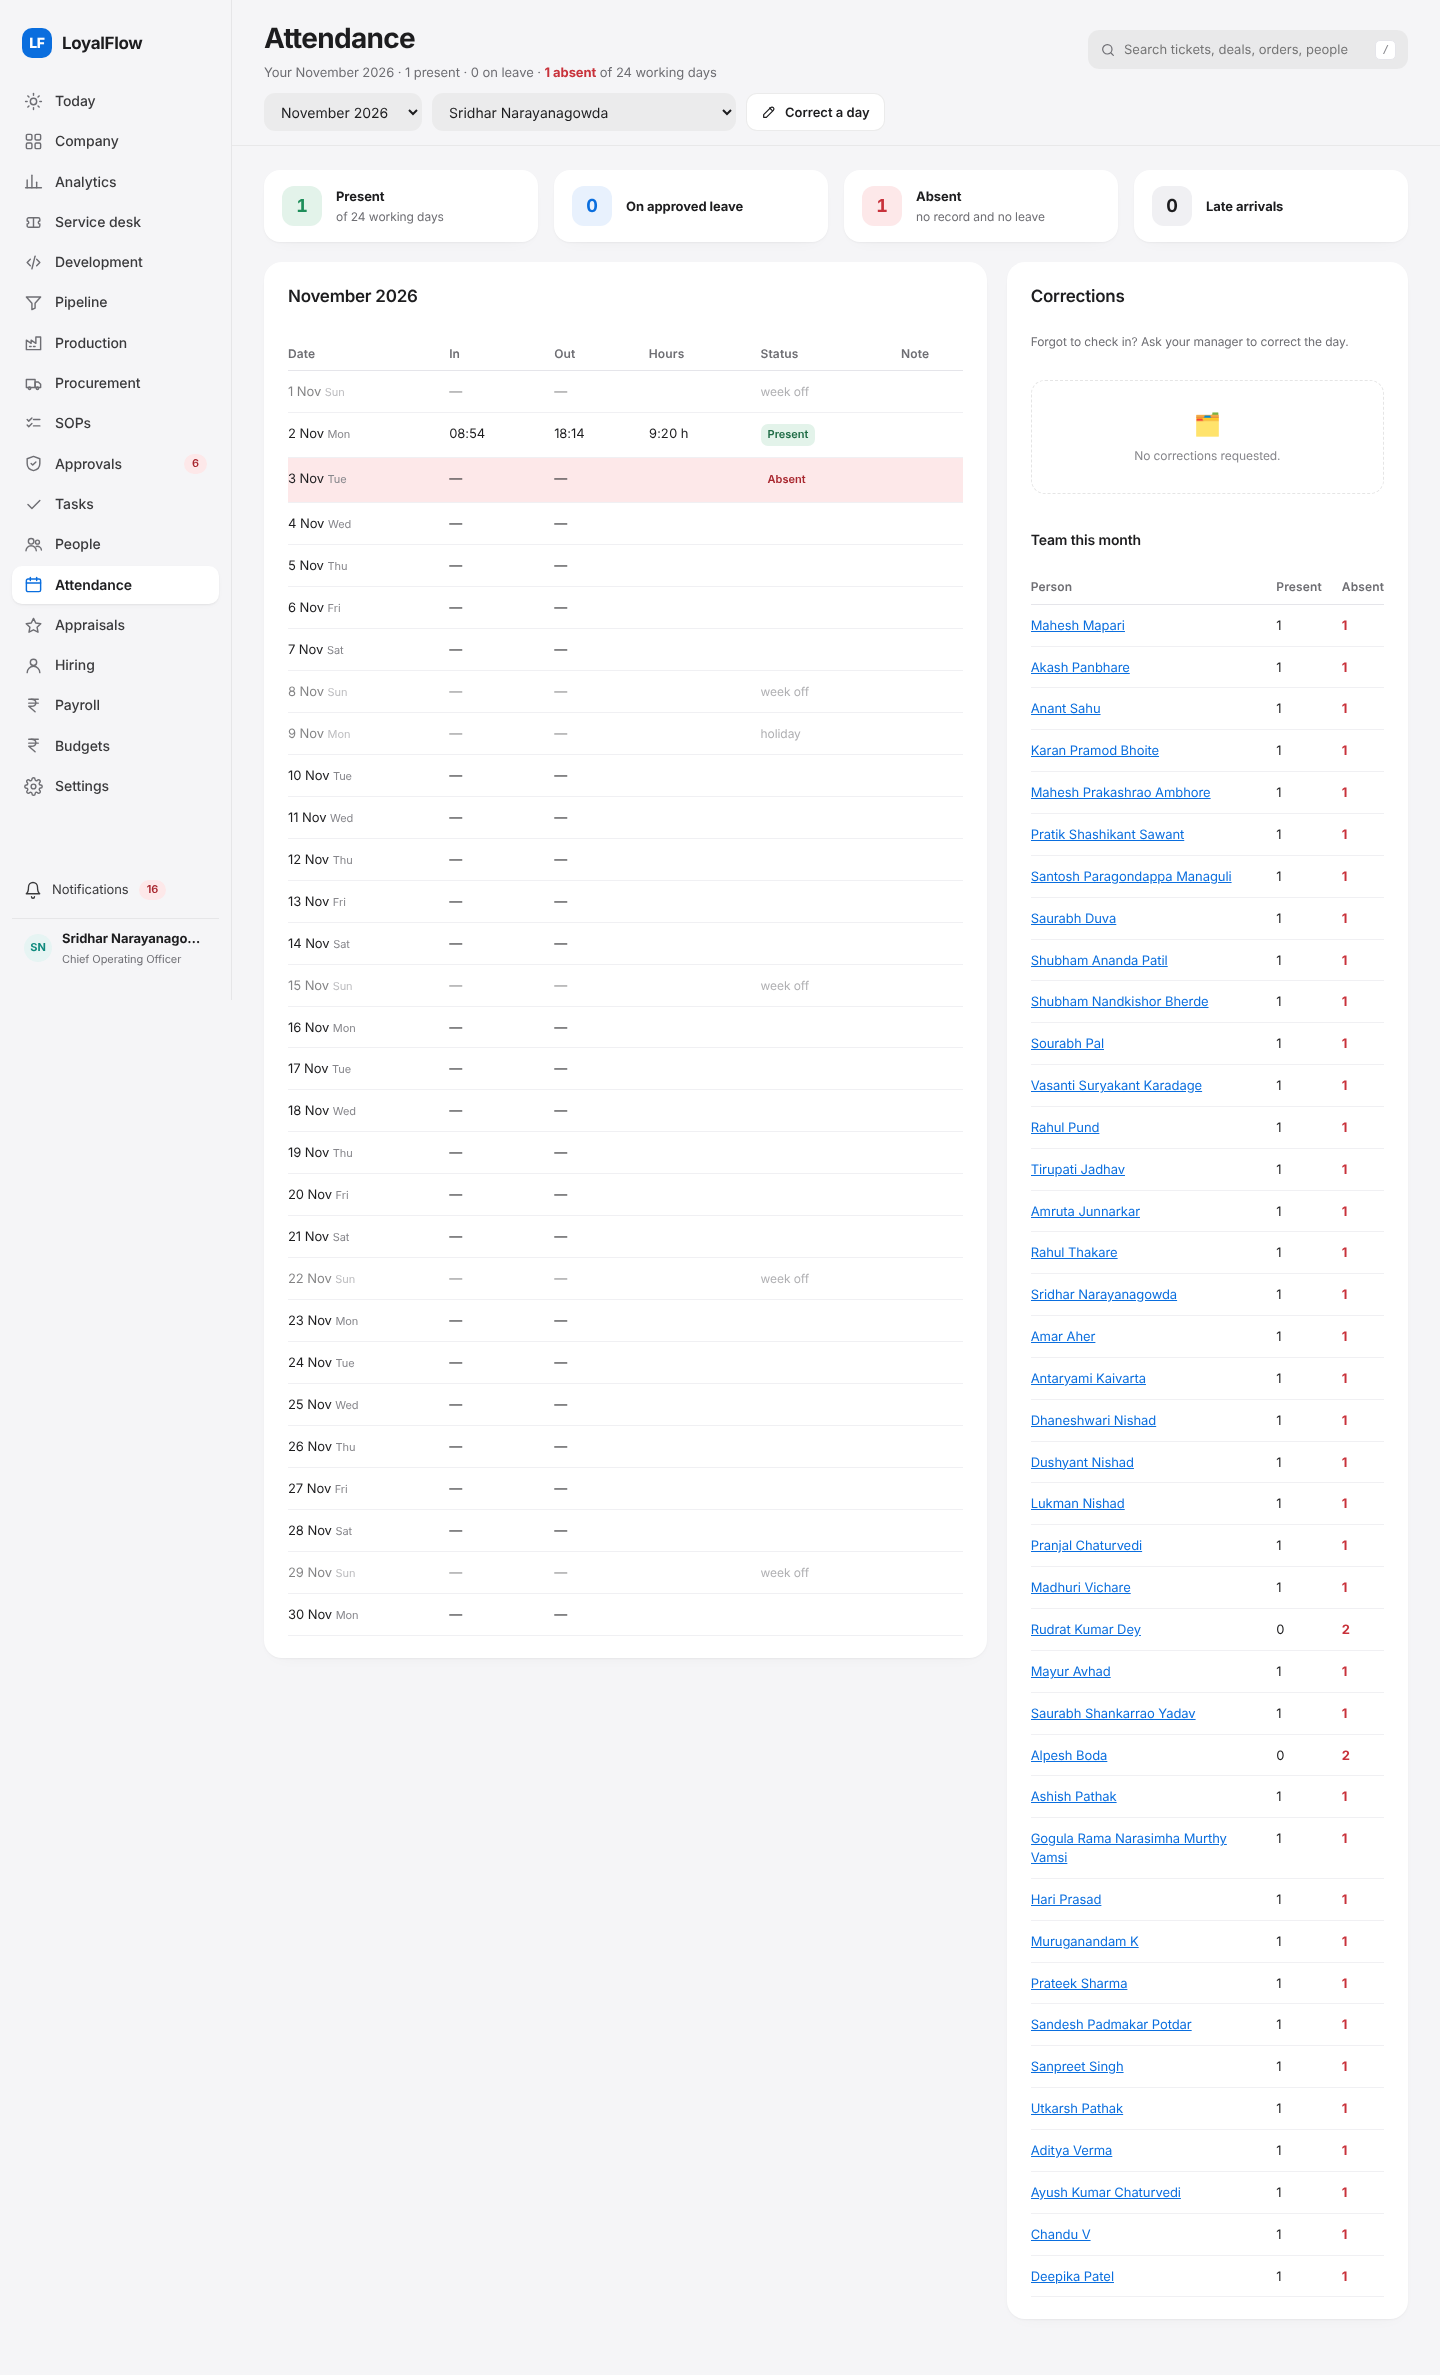 LF LoyalFlow
Today
Company
Analytics
Service desk
Development
Pipeline
Production
Procurement
SOPs
Approvals 6
Tasks
People
Attendance
Appraisals
Hiring
Payroll
Budgets
Settings
Notifications 16
SN Sridhar Narayanago...
Chief Operating Officer
Attendance
Your November 2026 · 1 present · 0 on leave · 1 absent of 24 working days
Search tickets, deals, orders, people /
November 2026 Sridhar Narayanagowda Correct a day
1 Present
of 24 working days
0 On approved leave
1 Absent
no record and no leave
0 Late arrivals
November 2026
Date In Out Hours Status Note
1 Nov Sun — — week off
2 Nov Mon 08:54 18:14 9:20 h Present
3 Nov Tue — — Absent
4 Nov Wed — —
5 Nov Thu — —
6 Nov Fri — —
7 Nov Sat — —
8 Nov Sun — — week off
9 Nov Mon — — holiday
10 Nov Tue — —
11 Nov Wed — —
12 Nov Thu — —
13 Nov Fri — —
14 Nov Sat — —
15 Nov Sun — — week off
16 Nov Mon — —
17 Nov Tue — —
18 Nov Wed — —
19 Nov Thu — —
20 Nov Fri — —
21 Nov Sat — —
22 Nov Sun — — week off
23 Nov Mon — —
24 Nov Tue — —
25 Nov Wed — —
26 Nov Thu — —
27 Nov Fri — —
28 Nov Sat — —
29 Nov Sun — — week off
30 Nov Mon — —
Corrections
Forgot to check in? Ask your manager to correct the day.
No corrections requested.
Team this month
Person Present Absent
Mahesh Mapari 1 1
Akash Panbhare 1 1
Anant Sahu 1 1
Karan Pramod Bhoite 1 1
Mahesh Prakashrao Ambhore 1 1
Pratik Shashikant Sawant 1 1
Santosh Paragondappa Managuli 1 1
Saurabh Duva 1 1
Shubham Ananda Patil 1 1
Shubham Nandkishor Bherde 1 1
Sourabh Pal 1 1
Vasanti Suryakant Karadage 1 1
Rahul Pund 1 1
Tirupati Jadhav 1 1
Amruta Junnarkar 1 1
Rahul Thakare 1 1
Sridhar Narayanagowda 1 1
Amar Aher 1 1
Antaryami Kaivarta 1 1
Dhaneshwari Nishad 1 1
Dushyant Nishad 1 1
Lukman Nishad 1 1
Pranjal Chaturvedi 1 1
Madhuri Vichare 1 1
Rudrat Kumar Dey 0 2
Mayur Avhad 1 1
Saurabh Shankarrao Yadav 1 1
Alpesh Boda 0 2
Ashish Pathak 1 1
Gogula Rama Narasimha Murthy 1 1
Vamsi
Hari Prasad 1 1
Muruganandam K 1 1
Prateek Sharma 1 1
Sandesh Padmakar Potdar 1 1
Sanpreet Singh 1 1
Utkarsh Pathak 1 1
Aditya Verma 1 1
Ayush Kumar Chaturvedi 1 1
Chandu V 1 1
Deepika Patel 1 1